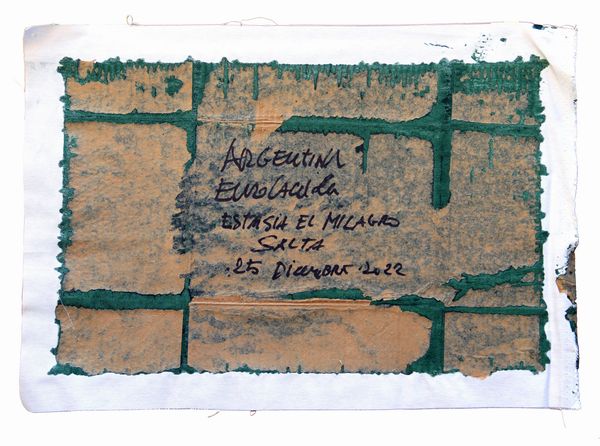 ARGENTINA
ESTASIA EL MILAGRO
SALTA
25 Dicembre 2022